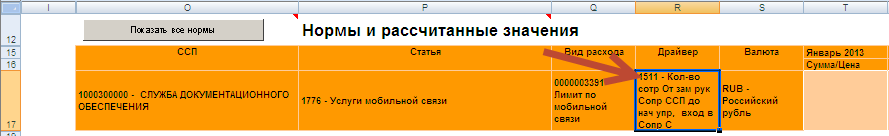 I O P Q R S T
12 Показать все нормы Нормы и рассчитанные значения
15 ССП Статья Вид расхода Драйвер Валюта Январь 2013
16 Сумма/Цена
1000300000 - СЛУЖБА ДОКУМЕНТАЦИОННОГО
ОБЕСПЕЧЕНИЯ
1776 - Услуги мобильной связи
0000003391
Лимит по
мобильной
связи
4511 - Кол-во
сотр От зам рук
Сопр ССП до
нач упр, вход в
Сопр С
RUB -
Российский
рубль
17